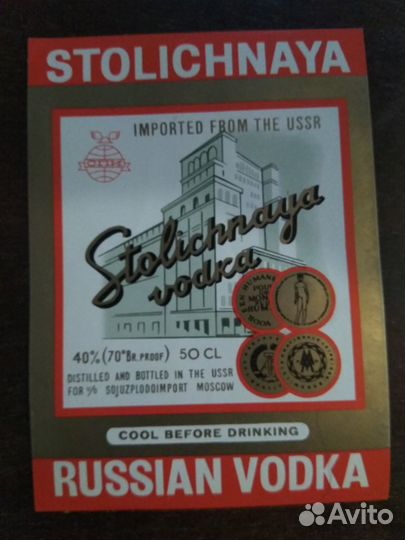 STOLICHNAYA
IMPORTED FROM THE USSR
Stolichnaya
vodka
40% (70° BR. PROOF) 50 CL
DISTILLED AND BOTTLED IN THE USSR
FOR V/O SOJUZPLODOIMPORT MOSCOW
COOL BEFORE DRINKING
RUSSIAN VODKA
Avito